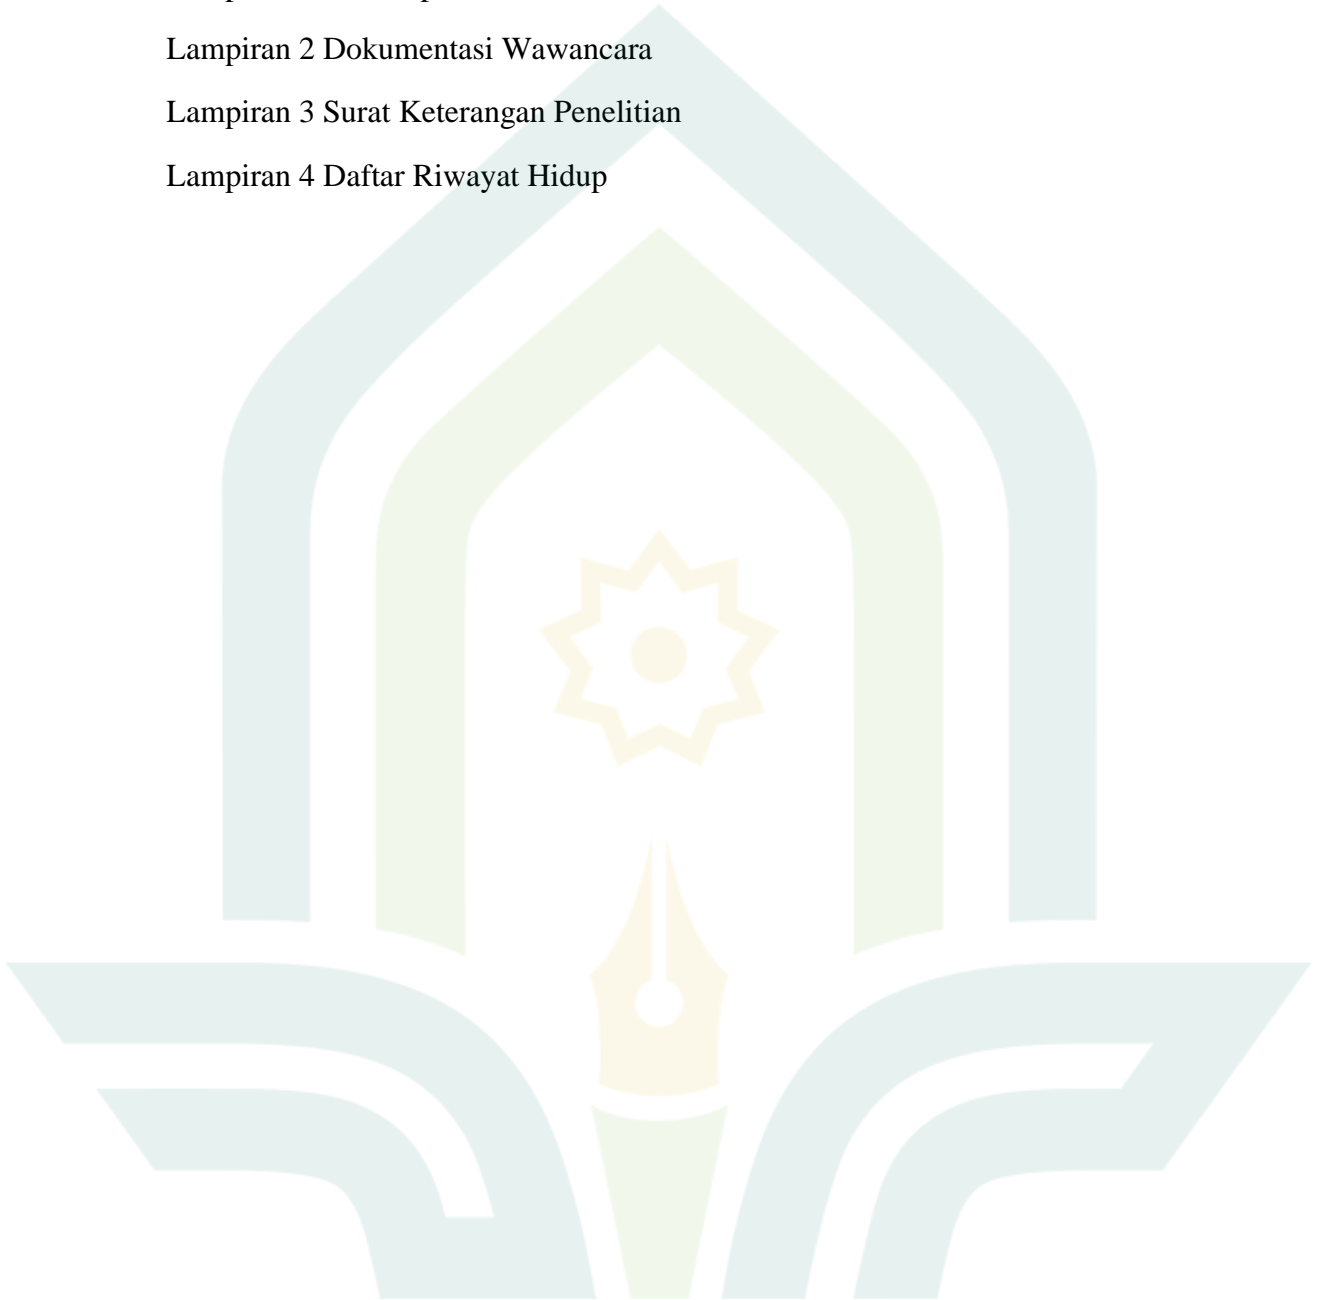 Lampiran 2 Dokumentasi Wawancara
Lampiran 3 Surat Keterangan Penelitian
Lampiran 4 Daftar Riwayat Hidup